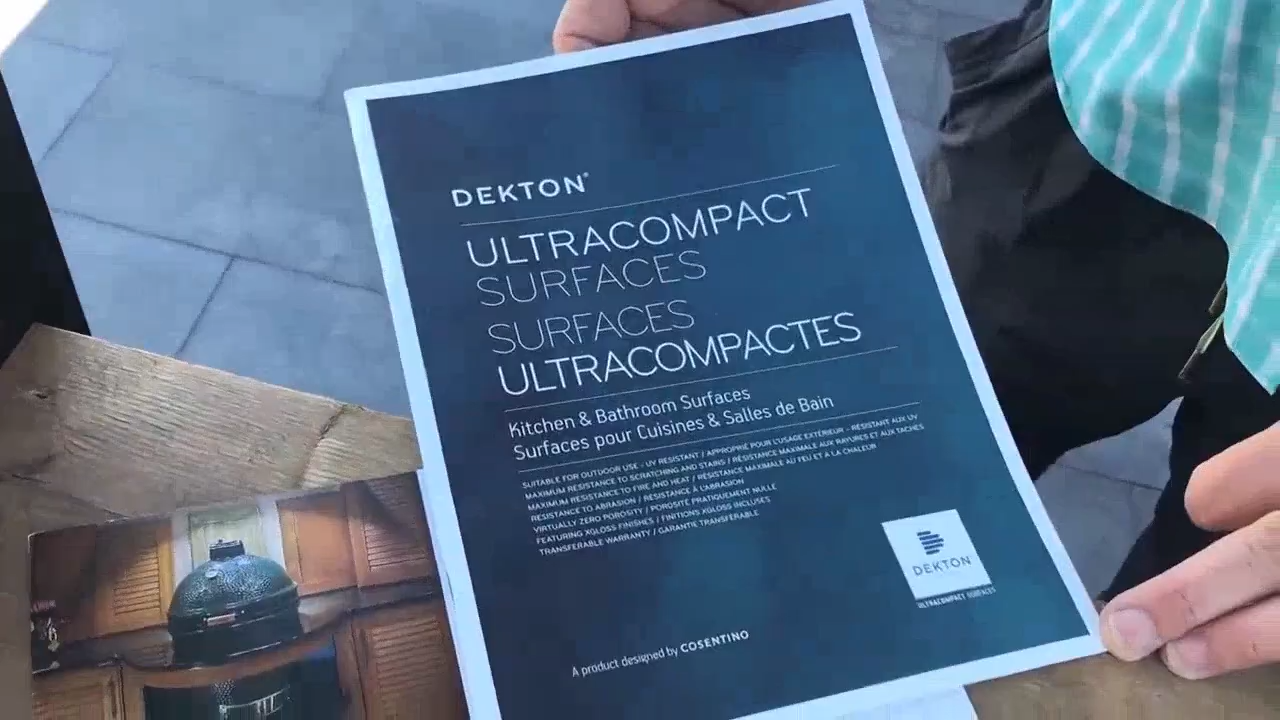 DEKTON®
ULTRACOMPACT
SURFACES
SURFACES
ULTRACOMPACTES
Kitchen & Bathroom Surfaces
Surfaces pour Cuisines & Salles de Bain
SUITABLE FOR OUTDOOR USE - UV RESISTANT / APPROPRIÉ POUR L'USAGE EXTÉRIEUR - RÉSISTANT AUX UV
MAXIMUM RESISTANCE TO SCRATCHING AND STAINS / RÉSISTANCE MAXIMALE AUX RAYURES ET AUX TACHES
MAXIMUM RESISTANCE TO FIRE AND HEAT / RÉSISTANCE MAXIMALE AU FEU ET À LA CHALEUR
RESISTANCE TO ABRASION / RÉSISTANCE À L'ABRASION
VIRTUALLY ZERO POROSITY / POROSITÉ PRATIQUEMENT NULLE
FEATURING XGLOSS FINISHES / FINITIONS XGLOSS INCLUSES
TRANSFERABLE WARRANTY / GARANTIE TRANSFERABLE
DEKTON
ULTRACOMPACT SURFACES
A product designed by COSENTINO